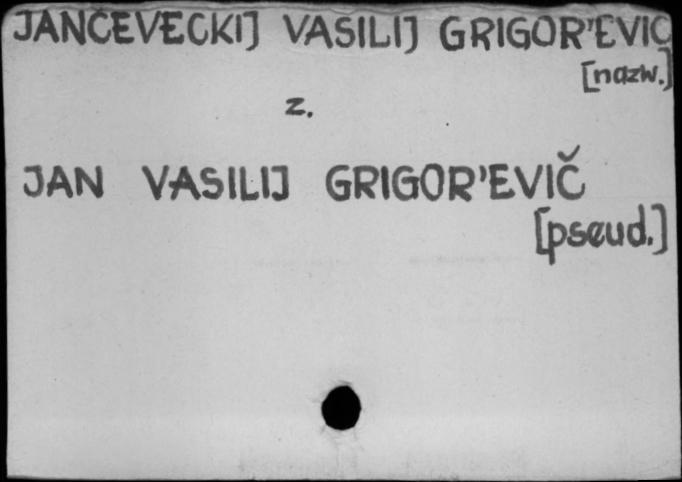 JANČEVECKIJ VASILIJ GRIGOR'EVIČ
[nazw.]
z.
JAN VASILIJ GRIGOR'EVIČ
[pseud.]